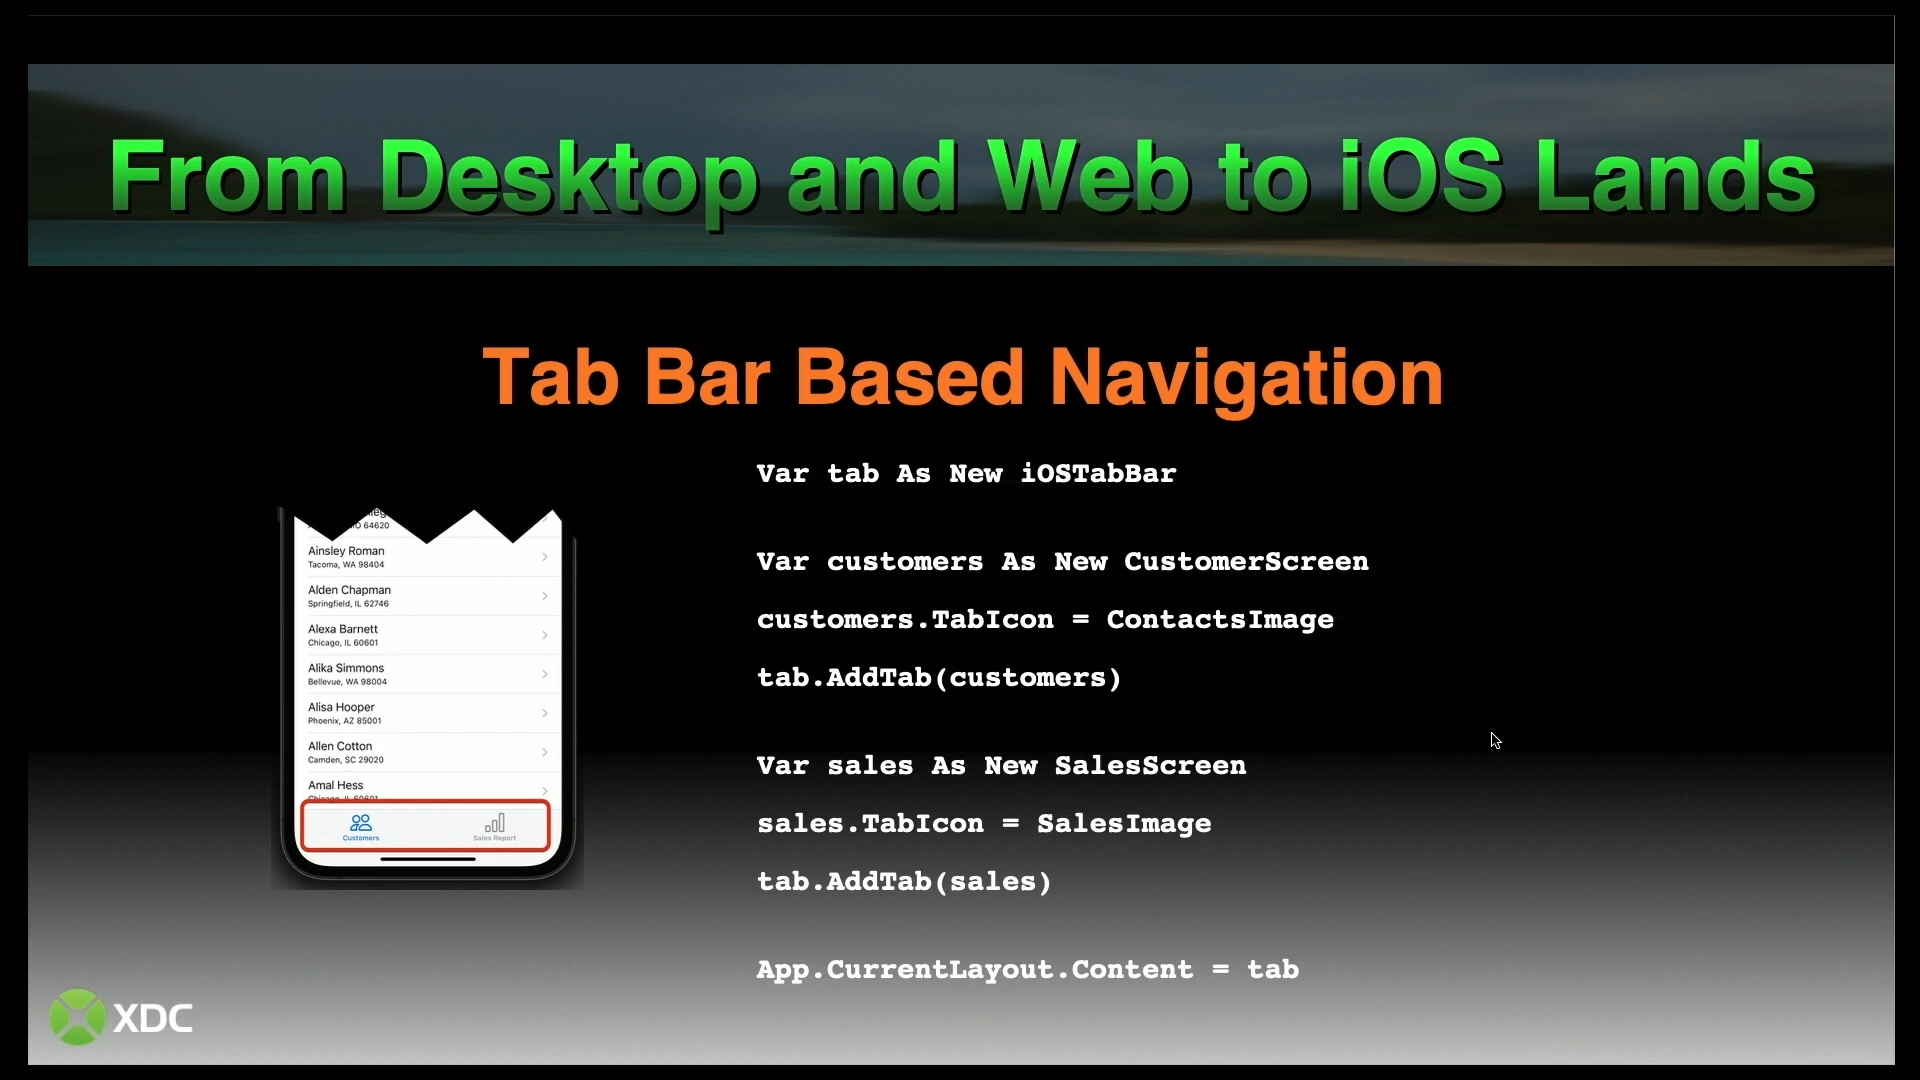 From Desktop and Web to iOS Lands
Tab Bar Based Navigation
Var tab As New iOSTabBar
Var customers As New CustomerScreen
customers.TabIcon = ContactsImage
tab.AddTab(customers)
Var sales As New SalesScreen
sales.TabIcon = SalesImage
tab.AddTab(sales)
App.CurrentLayout.Content = tab
64620
Ainsley Roman
Tacoma, WA 98404
Alden Chapman
Springfield, IL 62746
Alexa Barnett
Chicago, IL 60601
Alika Simmons
Bellevue, WA 98004
Alisa Hooper
Phoenix, AZ 85001
Allen Cotton
Camden, SC 29020
Amal Hess
Chicago, IL 60601
Customers
Sales Report
XDC